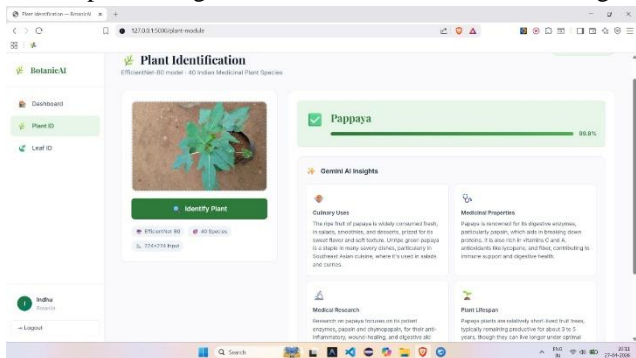 Plant Identification — BotanicAI
127.0.0.1:5000/plant-module
BotanicAI
Dashboard
Plant ID
Leaf ID
Indha
Logout
Plant Identification
EfficientNet-B0 model · 40 Indian Medicinal Plant Species
Identify Plant
EfficientNet B0
40 Species
224×224 Input
Pappaya
99.8%
Gemini AI Insights
Culinary Uses
The ripe fruit of papaya is widely consumed fresh,
in salads, smoothies, and desserts, prized for its
sweet flavor and soft texture. Unripe green papaya
is a staple in many savory dishes, particularly in
Southeast Asian cuisine, where it's used in salads
and curries.
Medicinal Properties
Papaya is renowned for its digestive enzymes,
particularly papain, which aids in breaking down
proteins. It is also rich in vitamins C and A,
antioxidants like lycopene, and fiber, contributing to
immune support and digestive health.
Medical Research
Research on papaya focuses on its potent
enzymes, papain and chymopapain, for their anti-
inflammatory, wound-healing, and digestive aid
Plant Lifespan
Papaya plants are relatively short-lived fruit trees,
typically remaining productive for about 3 to 5
years, though they can live longer under optimal
Search
ENG
IN
27-04-2026